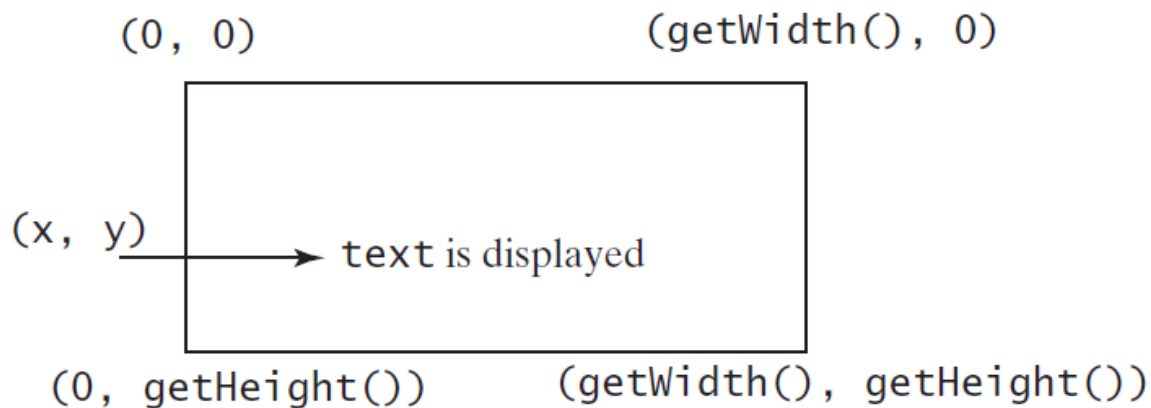 (0, 0)
(getWidth(), 0)
(x, y)
text is displayed
(0, getHeight())
(getWidth(), getHeight())